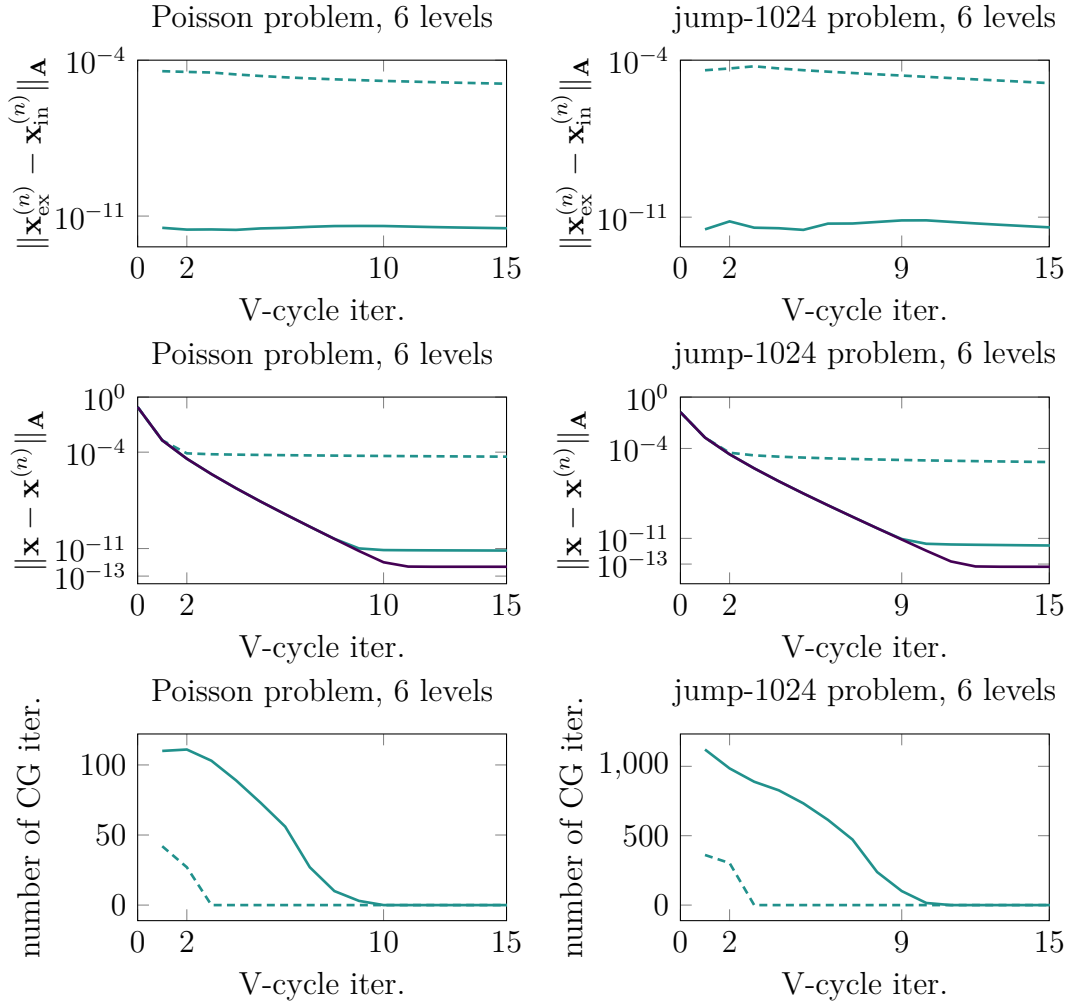 Poisson problem, 6 levels
jump-1024 problem, 6 levels
‖x_ex^(n) − x_in^(n)‖_A
10^−4
10^−11
0 2 10 15
V-cycle iter.
‖x_ex^(n) − x_in^(n)‖_A
10^−4
10^−11
0 2 9 15
V-cycle iter.
Poisson problem, 6 levels
jump-1024 problem, 6 levels
‖x − x^(n)‖_A
10^0
10^−4
10^−11
10^−13
0 2 10 15
V-cycle iter.
‖x − x^(n)‖_A
10^0
10^−4
10^−11
10^−13
0 2 9 15
V-cycle iter.
Poisson problem, 6 levels
jump-1024 problem, 6 levels
number of CG iter.
100
50
0
0 2 10 15
V-cycle iter.
number of CG iter.
1,000
500
0
0 2 9 15
V-cycle iter.